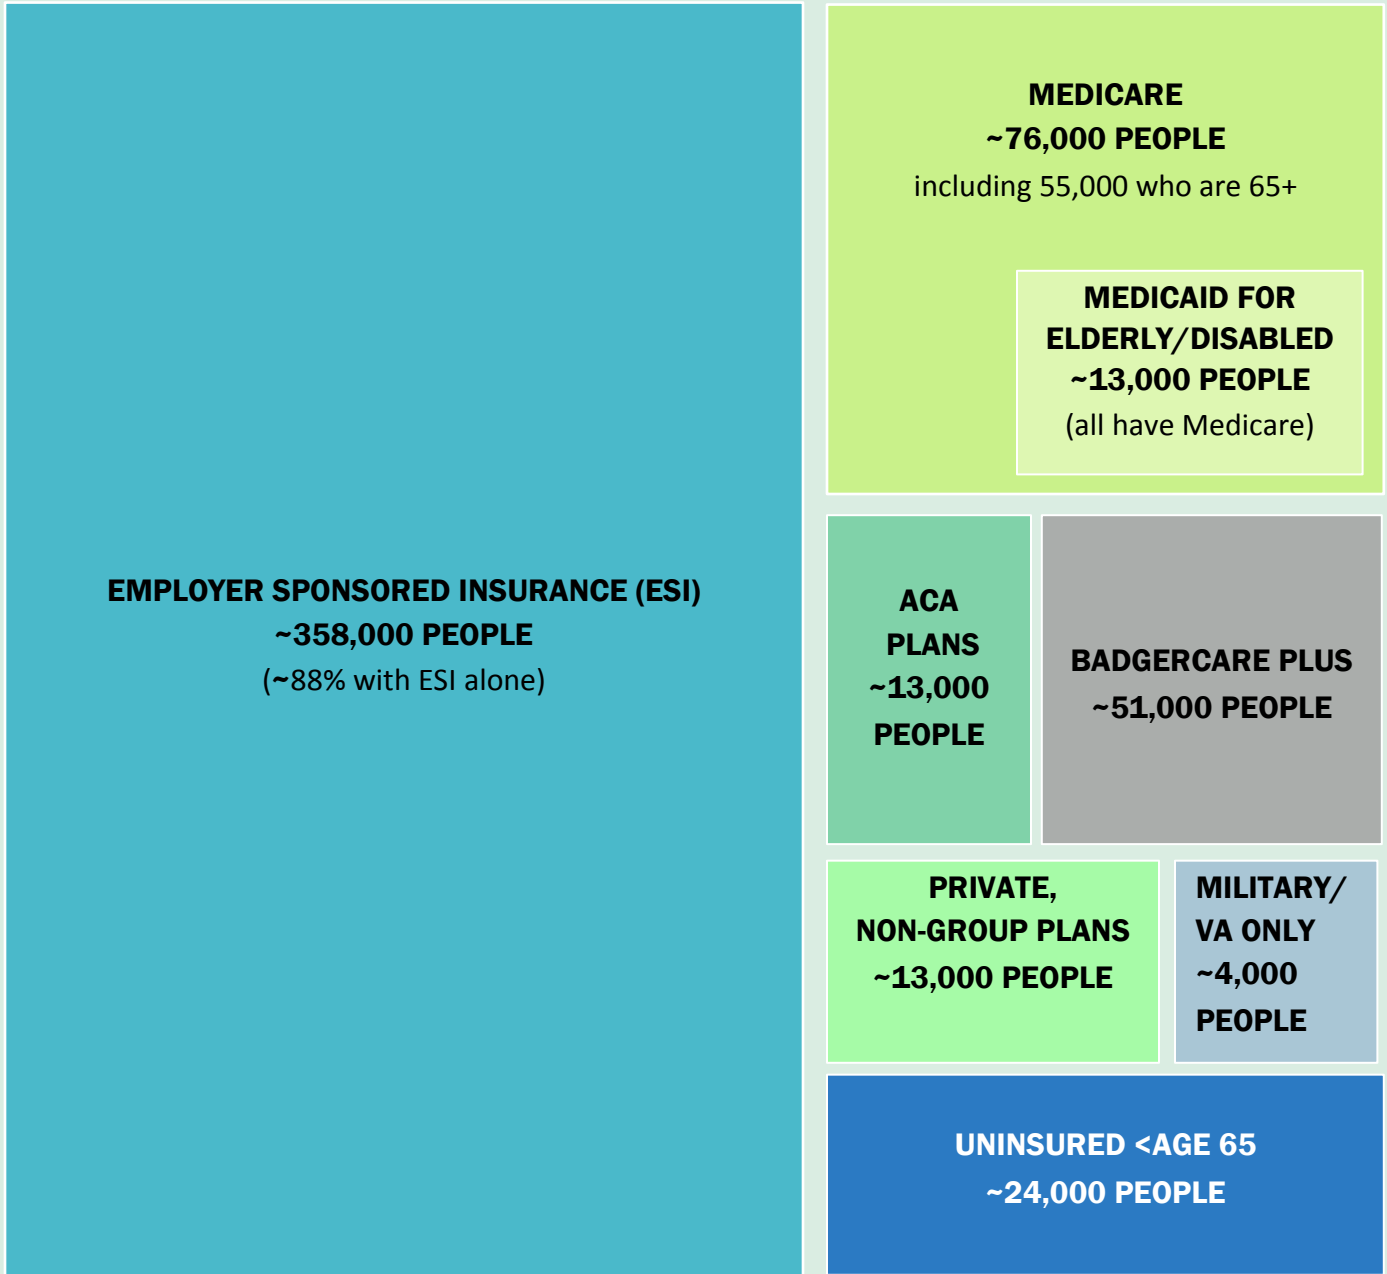 EMPLOYER SPONSORED INSURANCE (ESI)
~358,000 PEOPLE
(~88% with ESI alone)
MEDICARE
~76,000 PEOPLE
including 55,000 who are 65+
MEDICAID FOR
ELDERLY/DISABLED
~13,000 PEOPLE
(all have Medicare)
ACA
PLANS
~13,000
PEOPLE
BADGERCARE PLUS
~51,000 PEOPLE
PRIVATE,
NON-GROUP PLANS
~13,000 PEOPLE
MILITARY/
VA ONLY
~4,000
PEOPLE
UNINSURED <AGE 65
~24,000 PEOPLE